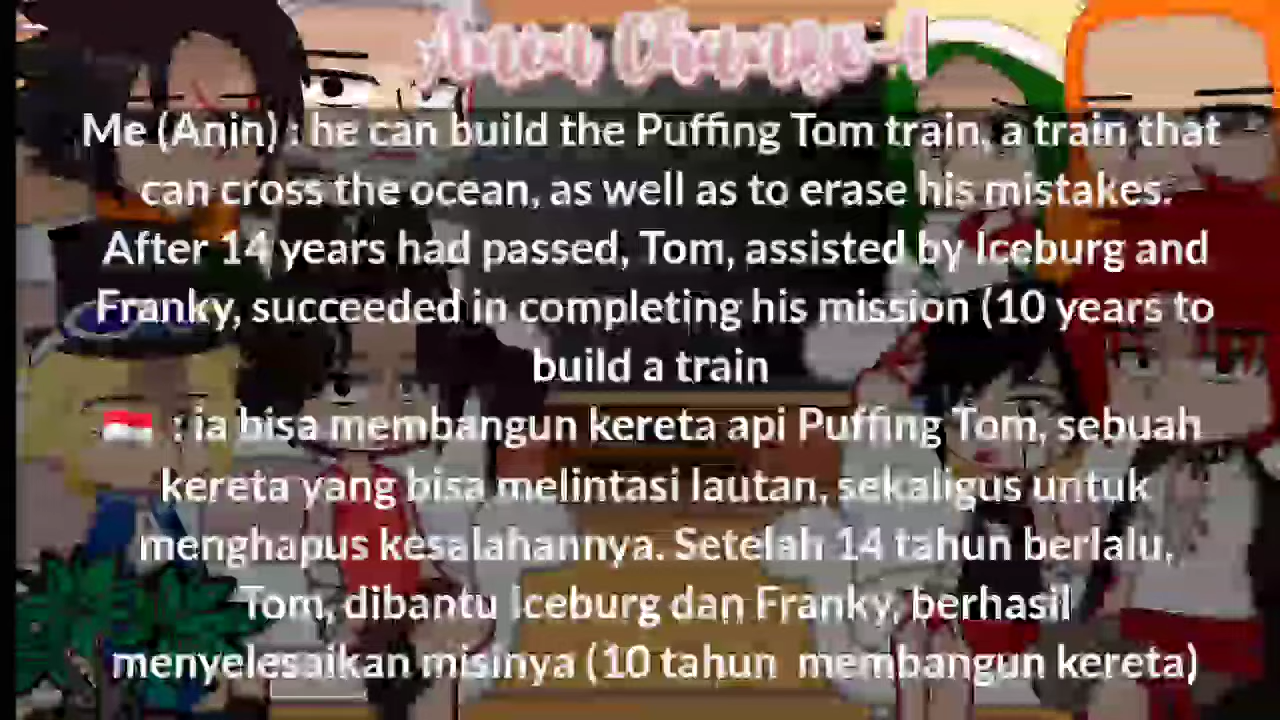 Me (Anin) : he can build the Puffing Tom train. a train that
can cross the ocean, as well as to erase his mistakes.
After 14 years had passed, Tom, assisted by Iceburg and
Franky, succeeded in completing his mission (10 years to
build a train
: ia bisa membangun kereta api Puffing Tom, sebuah
kereta yang bisa melintasi lautan, sekaligus untuk
menghapus kesalahannya. Setelah 14 tahun berlalu,
Tom, dibantu Iceburg dan Franky, berhasil
menyelesaikan misinya (10 tahun membangun kereta)